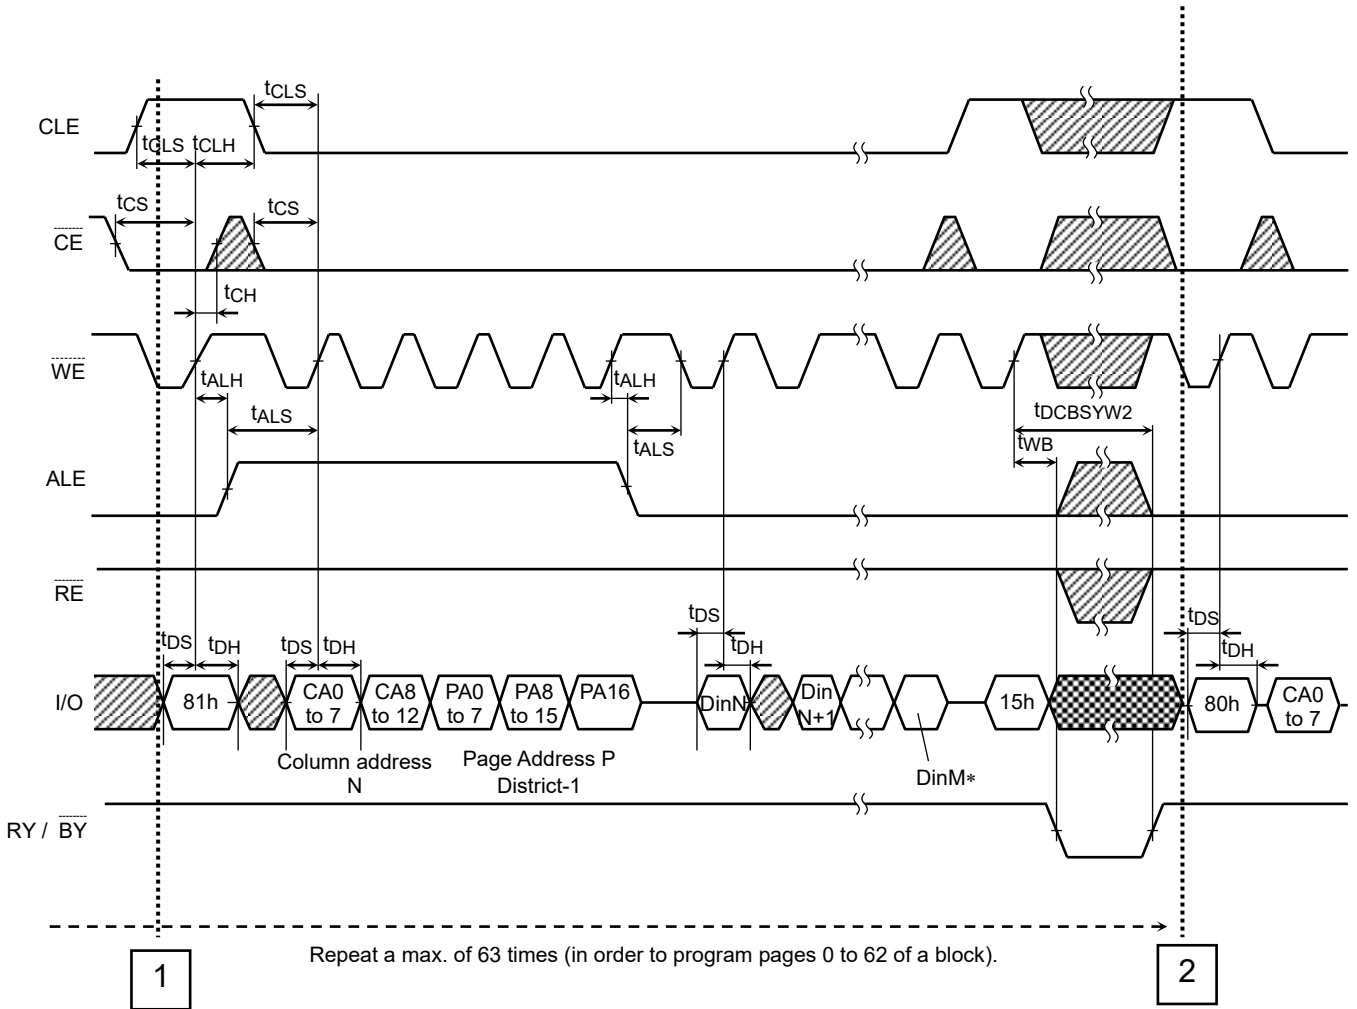 tCLS
CLE
tCLS tCLH
tCS
tCS
CE
tCH
WE
tALH
tALH
tDCBSYW2
tALS
tALS
tWB
ALE
RE
tDS
tDS
tDS
tDH
tDS
tDH
tDH
tDH
I/O
81h
CA0
to 7
CA8
to 12
PA0
to 7
PA8
to 15
PA16
DinN
Din
N+1
15h
80h
CA0
to 7
Column address
N
Page Address P
District-1
DinM*
RY / BY
Repeat a max. of 63 times (in order to program pages 0 to 62 of a block).
1
2